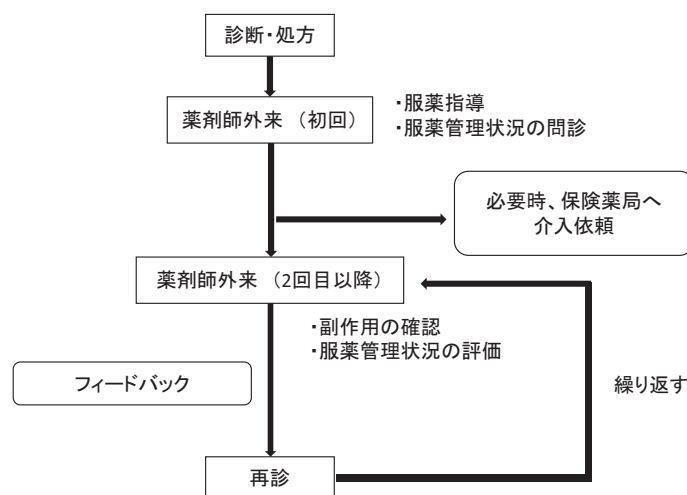 診断・処方
薬剤師外来 （初回）
・服薬指導
・服薬管理状況の問診
必要時、保険薬局へ
介入依頼
薬剤師外来 （2回目以降）
・副作用の確認
・服薬管理状況の評価
フィードバック
繰り返す
再診